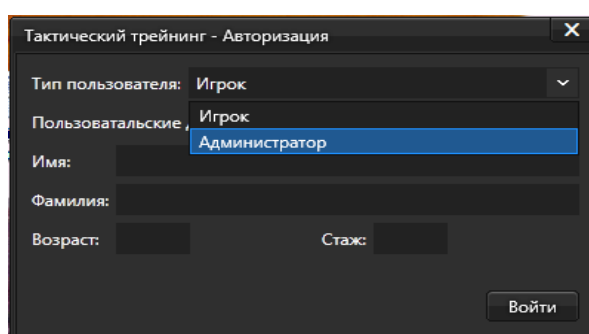 Тактический трейнинг - Авторизация
Тип пользователя: Игрок
Игрок
Пользовательские
Администратор
Имя:
Фамилия:
Возраст: Стаж:
Войти